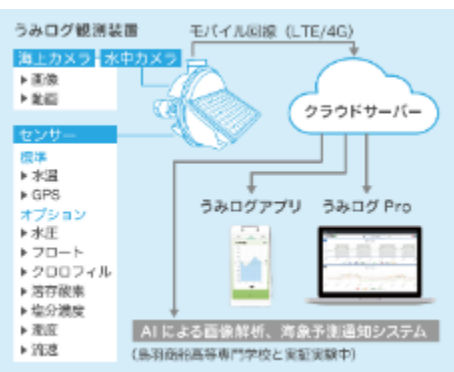 うみログ観測装置
モバイル回線（LTE/4G）
海上カメラ・水中カメラ
▶画像
▶動画
クラウドサーバー
センサー
標準
▶水温
▶GPS
オプション
▶水圧
▶フロート
▶クロロフィル
▶溶存酸素
▶塩分濃度
▶濁度
▶流速
うみログアプリ
うみログ Pro
AIによる画像解析、海象予測通知システム
（鳥羽商船高等専門学校と実証実験中）